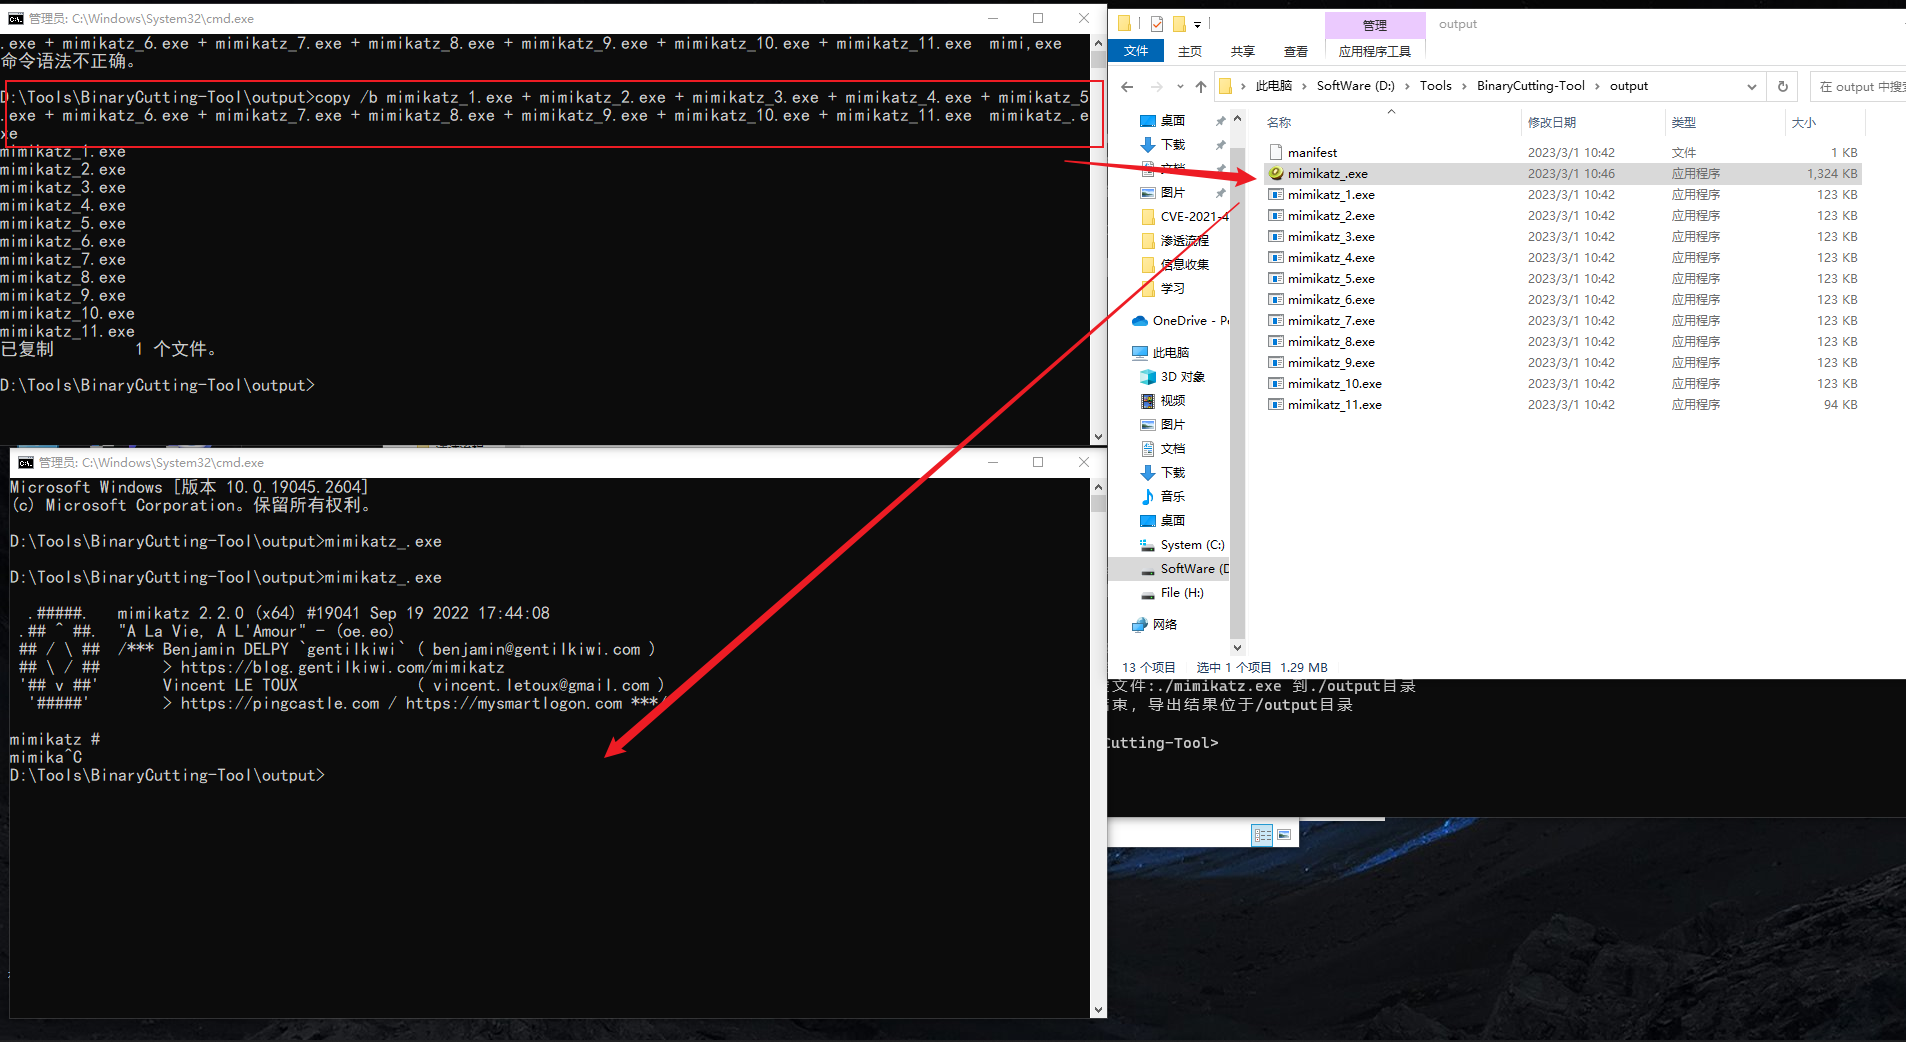 管理员: C:\Windows\System32\cmd.exe
.exe + mimikatz_6.exe + mimikatz_7.exe + mimikatz_8.exe + mimikatz_9.exe + mimikatz_10.exe + mimikatz_11.exe  mimi,exe
命令语法不正确。
D:\Tools\BinaryCutting-Tool\output>copy /b mimikatz_1.exe + mimikatz_2.exe + mimikatz_3.exe + mimikatz_4.exe + mimikatz_5
.exe + mimikatz_6.exe + mimikatz_7.exe + mimikatz_8.exe + mimikatz_9.exe + mimikatz_10.exe + mimikatz_11.exe  mimikatz_.e
xe
mimikatz_1.exe
mimikatz_2.exe
mimikatz_3.exe
mimikatz_4.exe
mimikatz_5.exe
mimikatz_6.exe
mimikatz_7.exe
mimikatz_8.exe
mimikatz_9.exe
mimikatz_10.exe
mimikatz_11.exe
已复制         1 个文件。
D:\Tools\BinaryCutting-Tool\output>
管理员: C:\Windows\System32\cmd.exe
Microsoft Windows [版本 10.0.19045.2604]
(c) Microsoft Corporation。保留所有权利。
D:\Tools\BinaryCutting-Tool\output>mimikatz_.exe
D:\Tools\BinaryCutting-Tool\output>mimikatz_.exe
  .#####.   mimikatz 2.2.0 (x64) #19041 Sep 19 2022 17:44:08
 .## ^ ##.  "A La Vie, A L'Amour" - (oe.eo)
 ## / \ ##  /*** Benjamin DELPY `gentilkiwi` ( benjamin@gentilkiwi.com )
 ## \ / ##       > https://blog.gentilkiwi.com/mimikatz
 '## v ##'       Vincent LE TOUX             ( vincent.letoux@gmail.com )
  '#####'        > https://pingcastle.com / https://mysmartlogon.com ***/
mimikatz #
mimika^C
D:\Tools\BinaryCutting-Tool\output>
管理
output
文件
主页
共享
查看
应用程序工具
此电脑 › SoftWare (D:) › Tools › BinaryCutting-Tool › output
在 output 中搜
桌面
下载
文档
图片
CVE-2021-4
渗透流程
信息收集
学习
OneDrive - Pe
此电脑
3D 对象
视频
图片
文档
下载
音乐
桌面
System (C:)
SoftWare (D
File (H:)
网络
名称 修改日期 类型 大小
manifest 2023/3/1 10:42 文件 1 KB
mimikatz_.exe 2023/3/1 10:46 应用程序 1,324 KB
mimikatz_1.exe 2023/3/1 10:42 应用程序 123 KB
mimikatz_2.exe 2023/3/1 10:42 应用程序 123 KB
mimikatz_3.exe 2023/3/1 10:42 应用程序 123 KB
mimikatz_4.exe 2023/3/1 10:42 应用程序 123 KB
mimikatz_5.exe 2023/3/1 10:42 应用程序 123 KB
mimikatz_6.exe 2023/3/1 10:42 应用程序 123 KB
mimikatz_7.exe 2023/3/1 10:42 应用程序 123 KB
mimikatz_8.exe 2023/3/1 10:42 应用程序 123 KB
mimikatz_9.exe 2023/3/1 10:42 应用程序 123 KB
mimikatz_10.exe 2023/3/1 10:42 应用程序 123 KB
mimikatz_11.exe 2023/3/1 10:42 应用程序 94 KB
13 个项目 选中 1 个项目 1.29 MB
文件:./mimikatz.exe 到./output目录
束, 导出结果位于/output目录
Cutting-Tool>